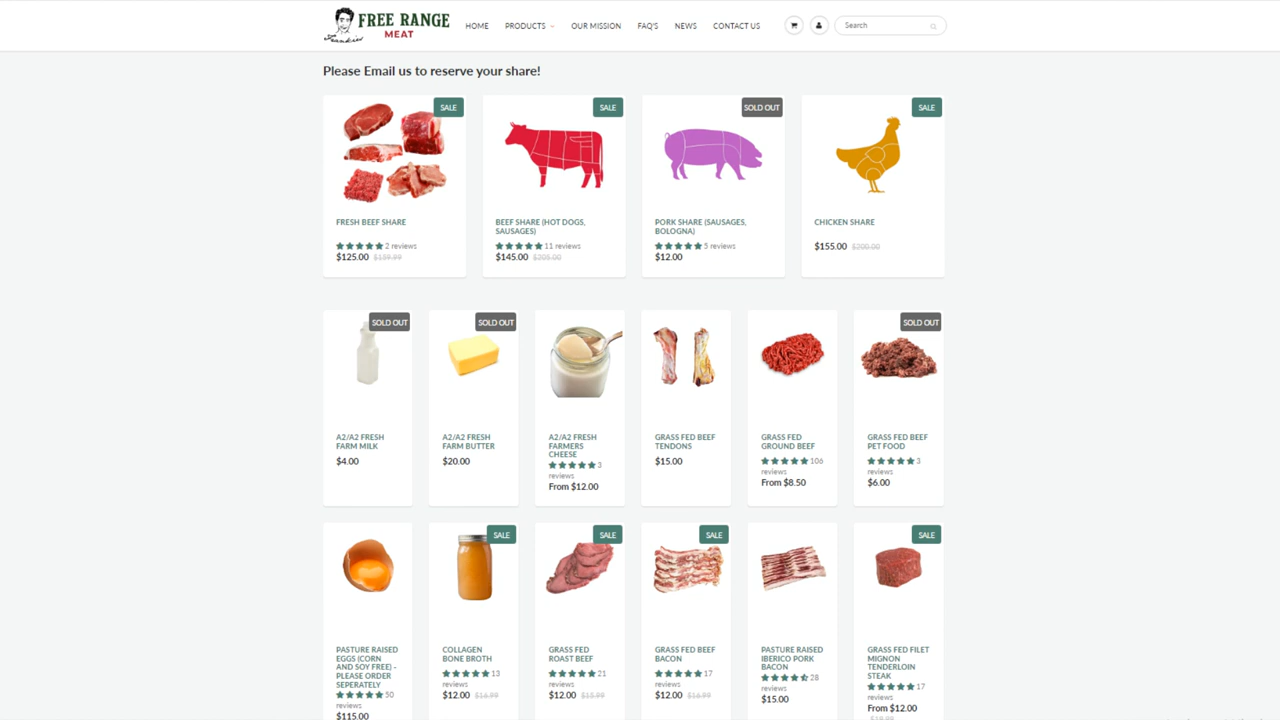 FREE RANGE
MEAT
Frankies
HOME
PRODUCTS
OUR MISSION
FAQ'S
NEWS
CONTACT US
Search
Please Email us to reserve your share!
SALE
SALE
SOLD OUT
SALE
FRESH BEEF SHARE
2 reviews
$125.00 $159.99
BEEF SHARE (HOT DOGS,
SAUSAGES)
11 reviews
$145.00 $205.00
PORK SHARE (SAUSAGES,
BOLOGNA)
5 reviews
$12.00
CHICKEN SHARE
$155.00 $200.00
SOLD OUT
SOLD OUT
SOLD OUT
A2/A2 FRESH
FARM MILK
$4.00
A2/A2 FRESH
FARM BUTTER
$20.00
A2/A2 FRESH
FARMERS
CHEESE
3
reviews
From $12.00
GRASS FED BEEF
TENDONS
$15.00
GRASS FED
GROUND BEEF
106
reviews
From $8.50
GRASS FED BEEF
PET FOOD
3
reviews
$6.00
SALE
SALE
SALE
SALE
PASTURE RAISED
EGGS (CORN
AND SOY FREE) -
PLEASE ORDER
SEPERATELY
50
reviews
$115.00
COLLAGEN
BONE BROTH
13
reviews
$12.00 $16.99
GRASS FED
ROAST BEEF
21
reviews
$12.00 $15.99
GRASS FED BEEF
BACON
17
reviews
$12.00 $16.99
PASTURE RAISED
IBERICO PORK
BACON
28
reviews
$15.00
GRASS FED FILET
MIGNON
TENDERLOIN
STEAK
17
reviews
From $12.00